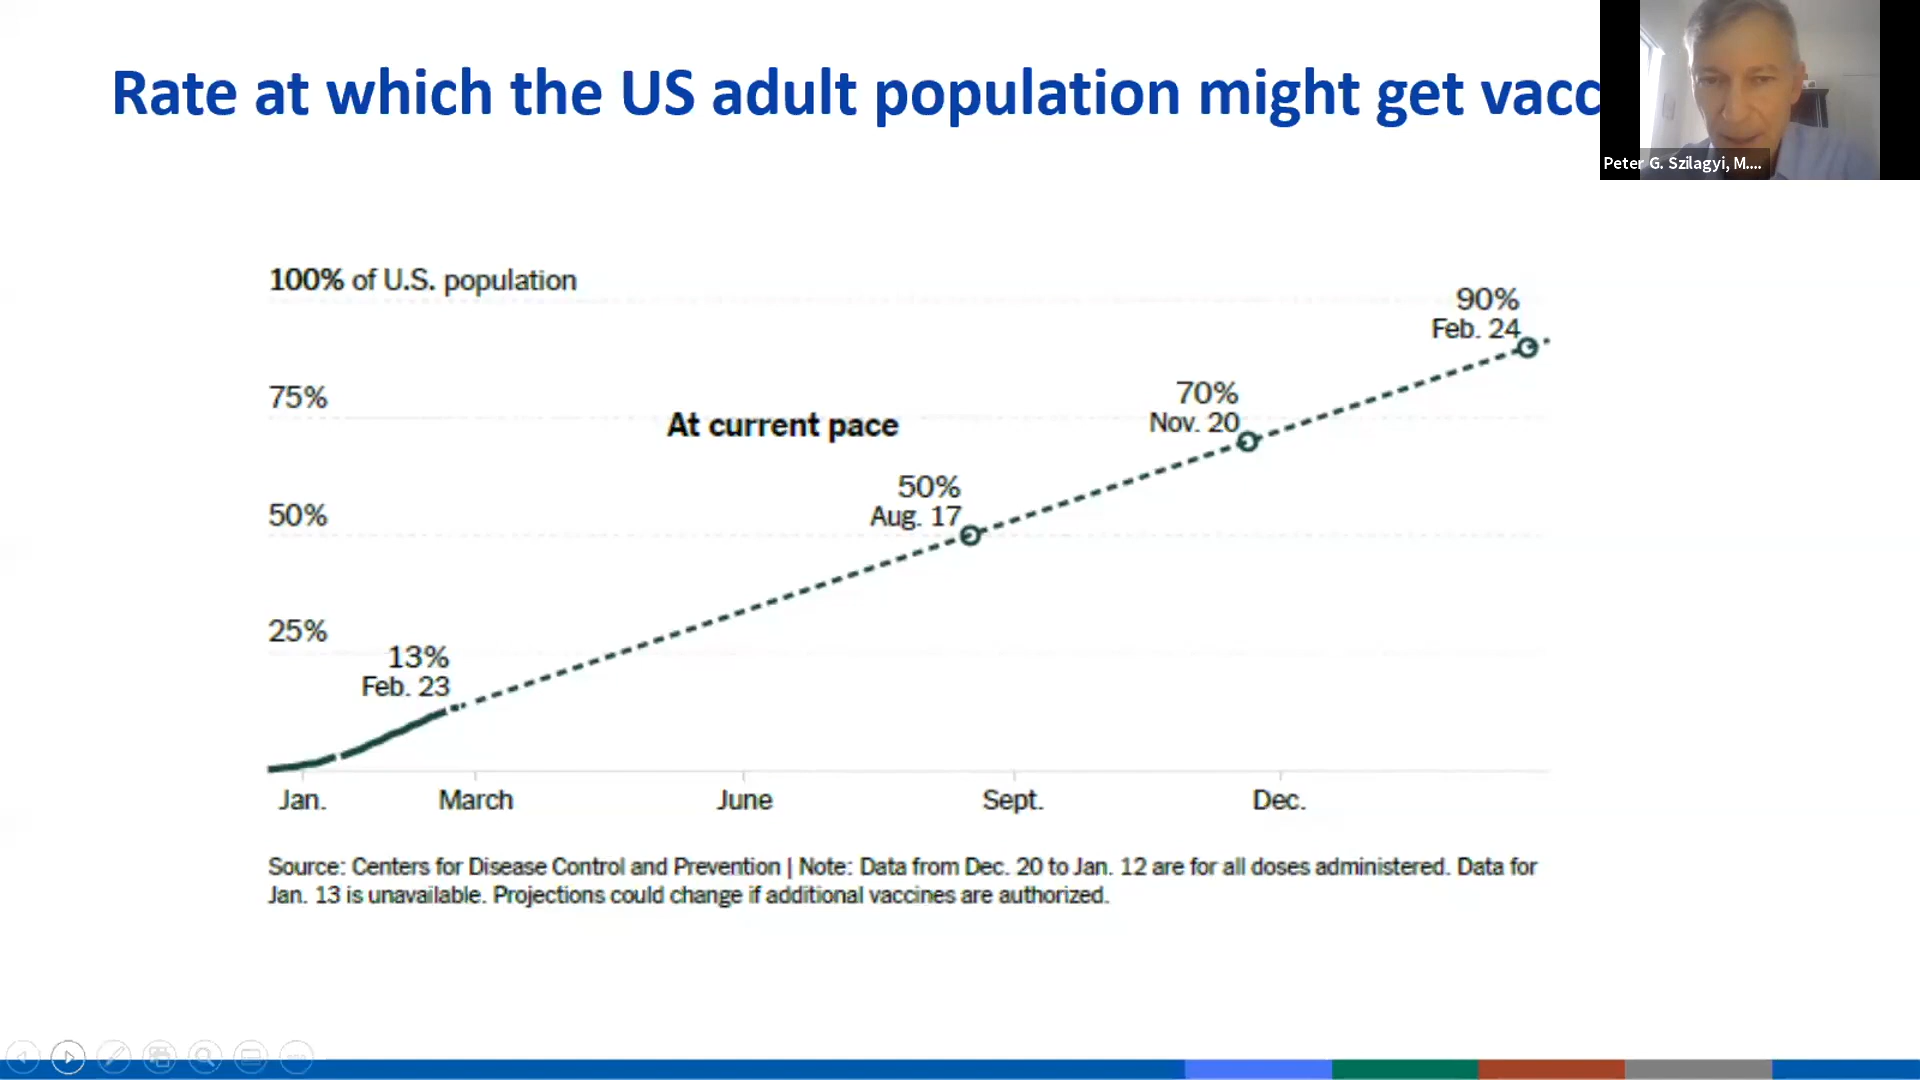 Rate at which the US adult population might get vacc
Peter G. Szilagyi, M....
100% of U.S. population
90%
Feb. 24
75%
70%
Nov. 20
At current pace
50%
Aug. 17
50%
25%
13%
Feb. 23
Jan. March June Sept. Dec.
Source: Centers for Disease Control and Prevention | Note: Data from Dec. 20 to Jan. 12 are for all doses administered. Data for
Jan. 13 is unavailable. Projections could change if additional vaccines are authorized.